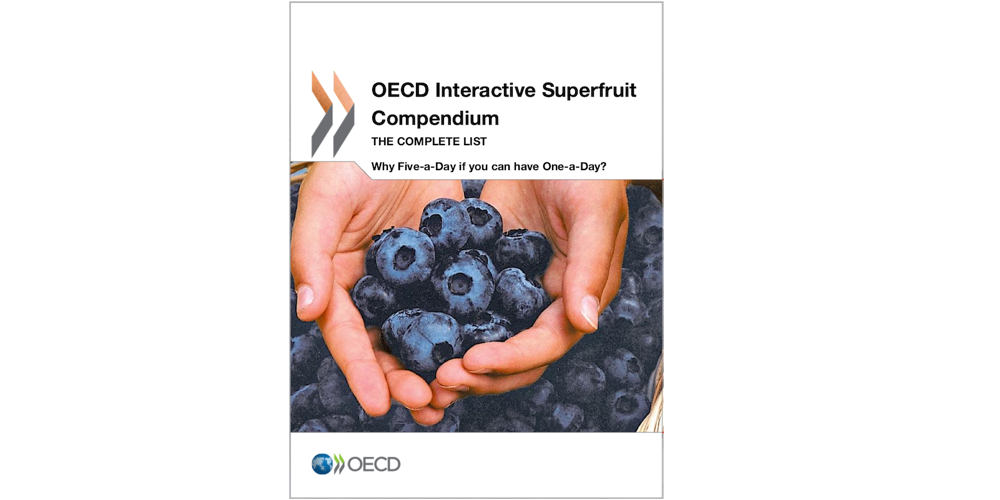 OECD Interactive Superfruit
Compendium
THE COMPLETE LIST
Why Five-a-Day if you can have One-a-Day?
OECD